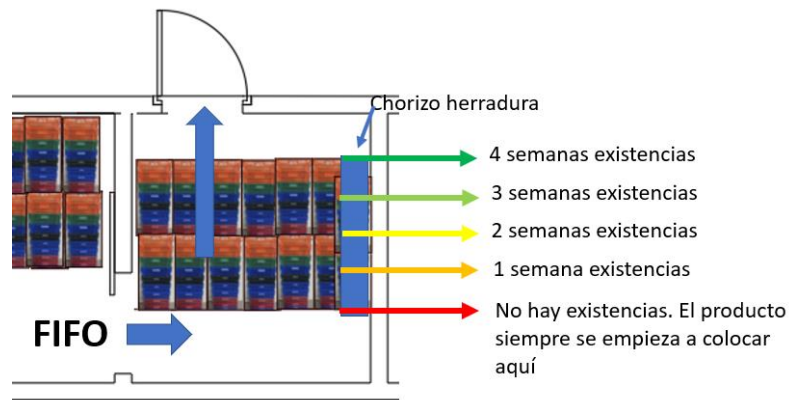 Chorizo herradura
4 semanas existencias
3 semanas existencias
2 semanas existencias
1 semana existencias
No hay existencias. El producto
siempre se empieza a colocar
aquí
FIFO